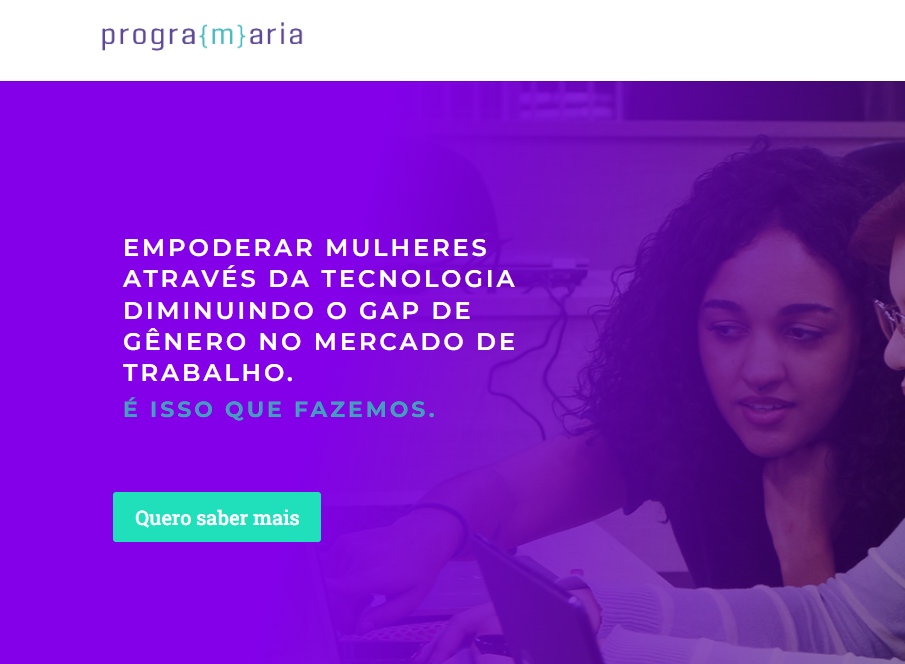 progra{m}aria
EMPODERAR MULHERES
ATRAVÉS DA TECNOLOGIA
DIMINUINDO O GAP DE
GÊNERO NO MERCADO DE
TRABALHO.
É ISSO QUE FAZEMOS.
Quero saber mais